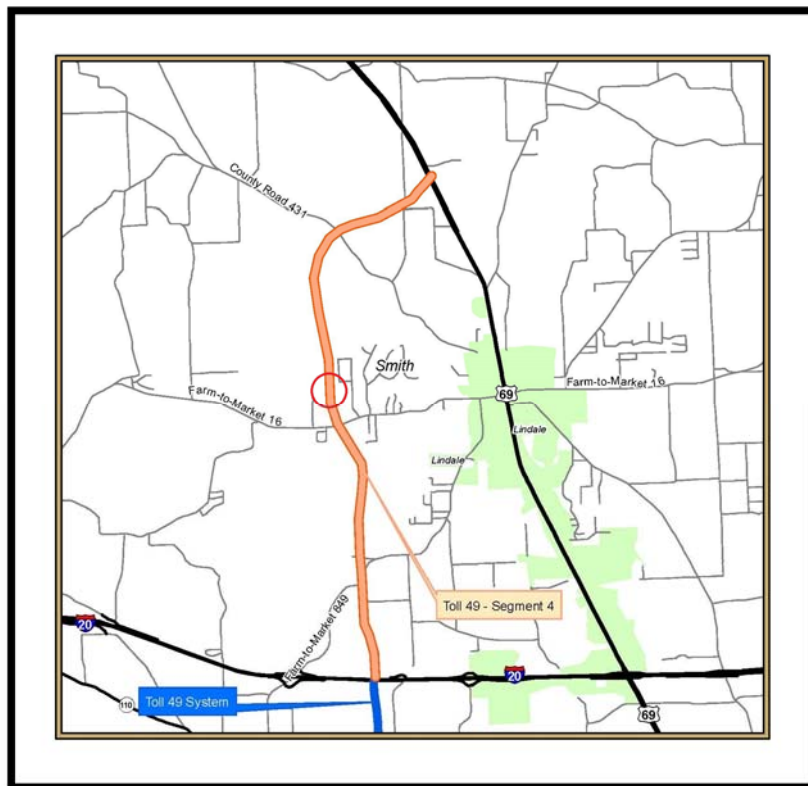 County Road 431
Smith
Farm-to-Market 16
69
Farm-to-Market 16
Lindale
Lindale
Toll 49 - Segment 4
Farm-to-Market 849
20
20
110
Toll 49 System
69